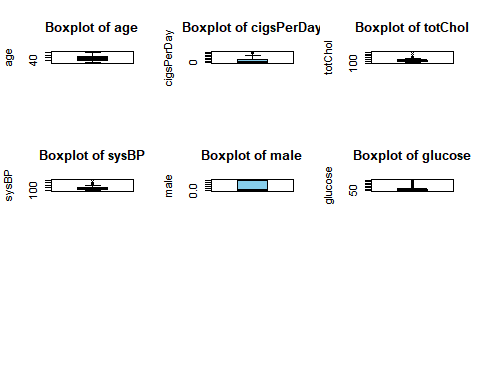 Boxplot of age
age
40
Boxplot of cigsPerDay
cigsPerDay
0
Boxplot of totChol
totChol
100
Boxplot of sysBP
sysBP
100
Boxplot of male
male
0.0
Boxplot of glucose
glucose
50